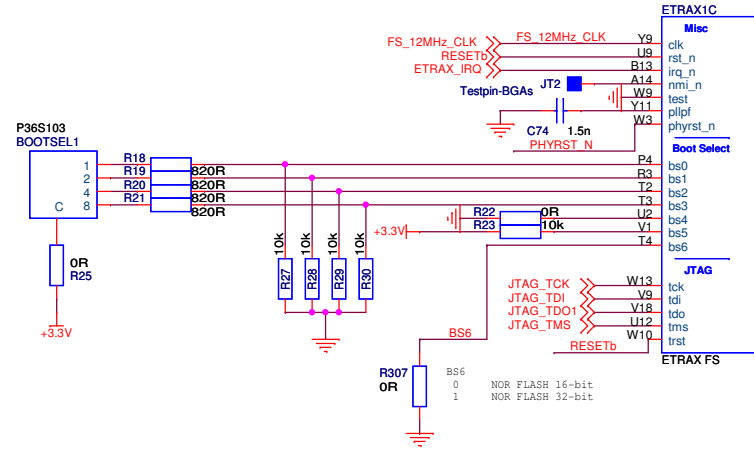 ETRAX1C
Misc
FS_12MHz_CLK FS_12MHz_CLK Y9 clk
RESETb U9 rst_n
ETRAX_IRQ B13 irq_n
JT2 A14 nmi_n
Testpin-BGAs W9 test
Y11 pllpf
C74 1.5n W3 phyrst_n
PHYRST_N
P36S103
BOOTSEL1
Boot Select
1 R18 820R P4 bs0
2 R19 820R R3 bs1
4 R20 820R T2 bs2
8 R21 820R T3 bs3
C
R22 0R U2 bs4
+3.3V R23 10k V1 bs5
T4 bs6
10k 10k 10k 10k
R27 R28 R29 R30
0R
R25
+3.3V
JTAG
JTAG_TCK W13 tck
JTAG_TDI V9 tdi
JTAG_TDO1 V18 tdo
JTAG_TMS U12 tms
RESETb W10 trst
ETRAX FS
BS6
R307
0R
BS6
0 NOR FLASH 16-bit
1 NOR FLASH 32-bit